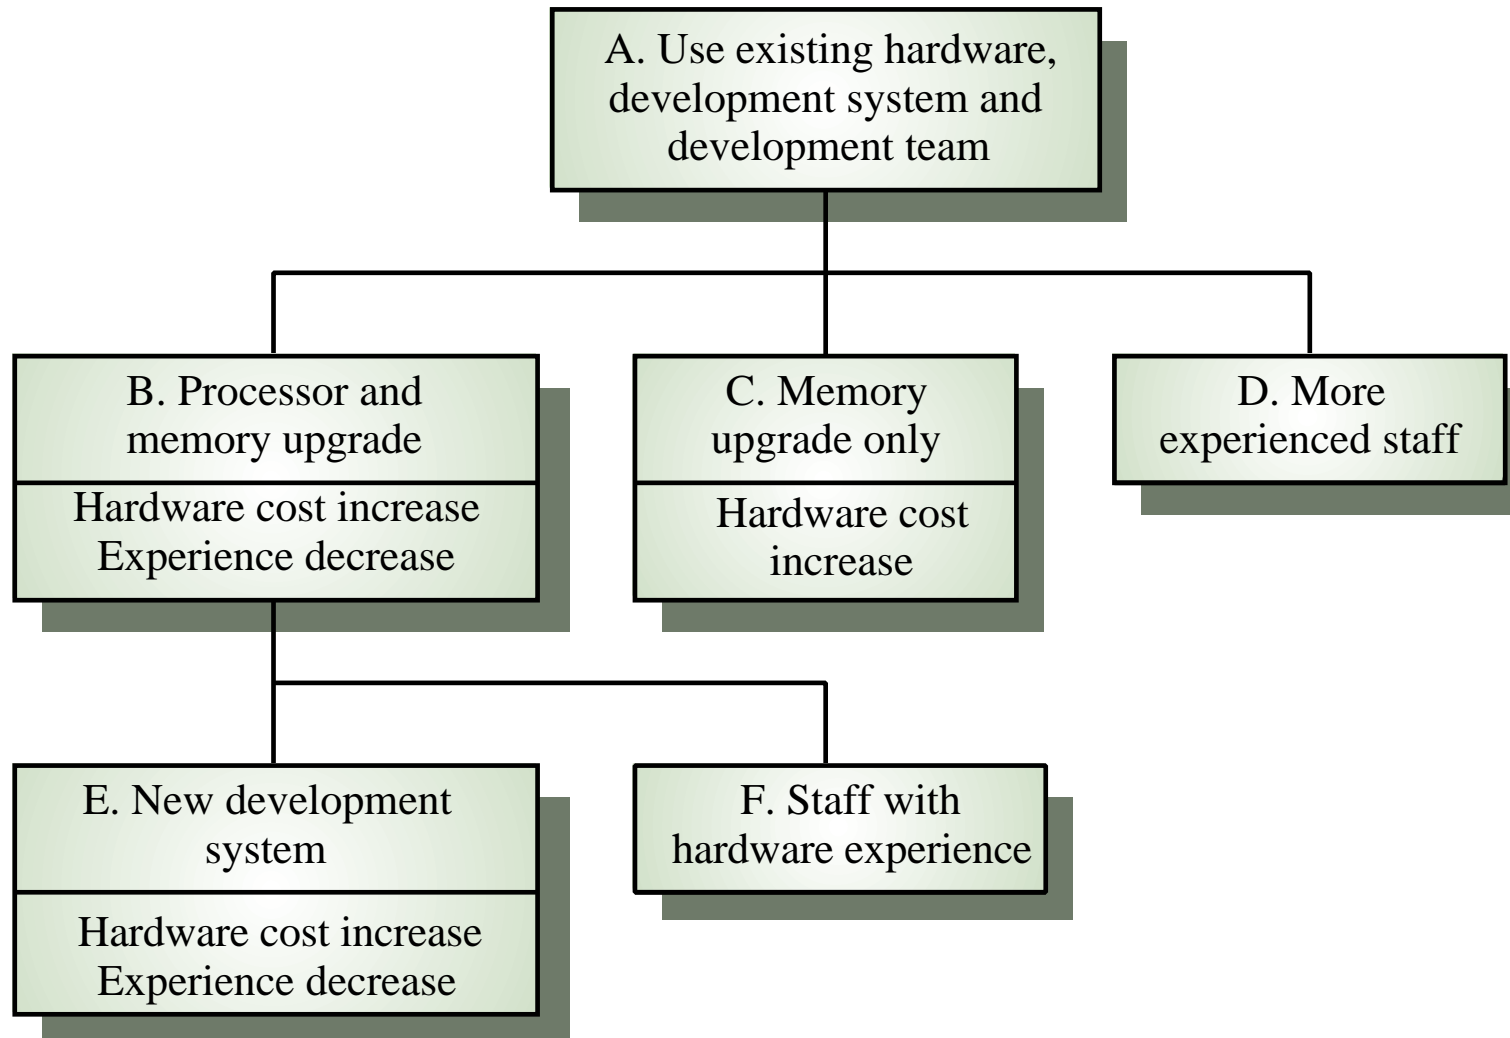 A. Use existing hardware,
development system and
development team
B. Processor and
memory upgrade
Hardware cost increase
Experience decrease
C. Memory
upgrade only
Hardware cost
increase
D. More
experienced staff
E. New development
system
Hardware cost increase
Experience decrease
F. Staff with
hardware experience